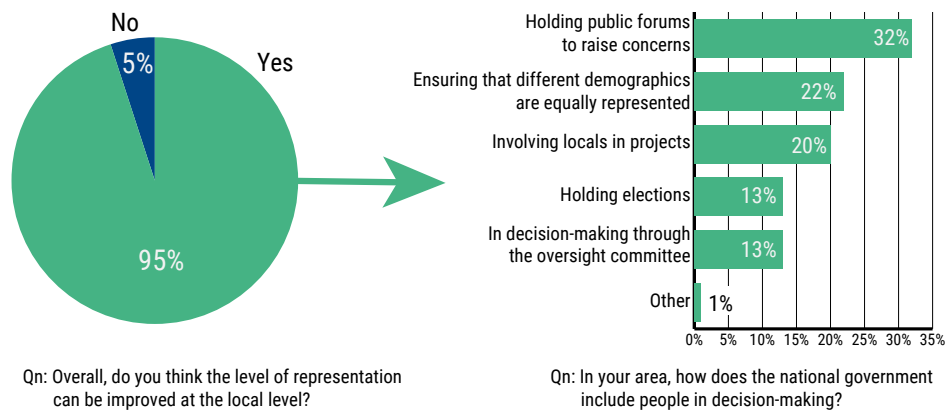 No
5%
Yes
95%
Qn: Overall, do you think the level of representation
can be improved at the local level?
Holding public forums
to raise concerns
32%
Ensuring that different demographics
are equally represented
22%
Involving locals in projects
20%
Holding elections
13%
In decision-making through
the oversight committee
13%
Other
1%
0% 5% 10% 15% 20% 25% 30% 35%
Qn: In your area, how does the national government
include people in decision-making?